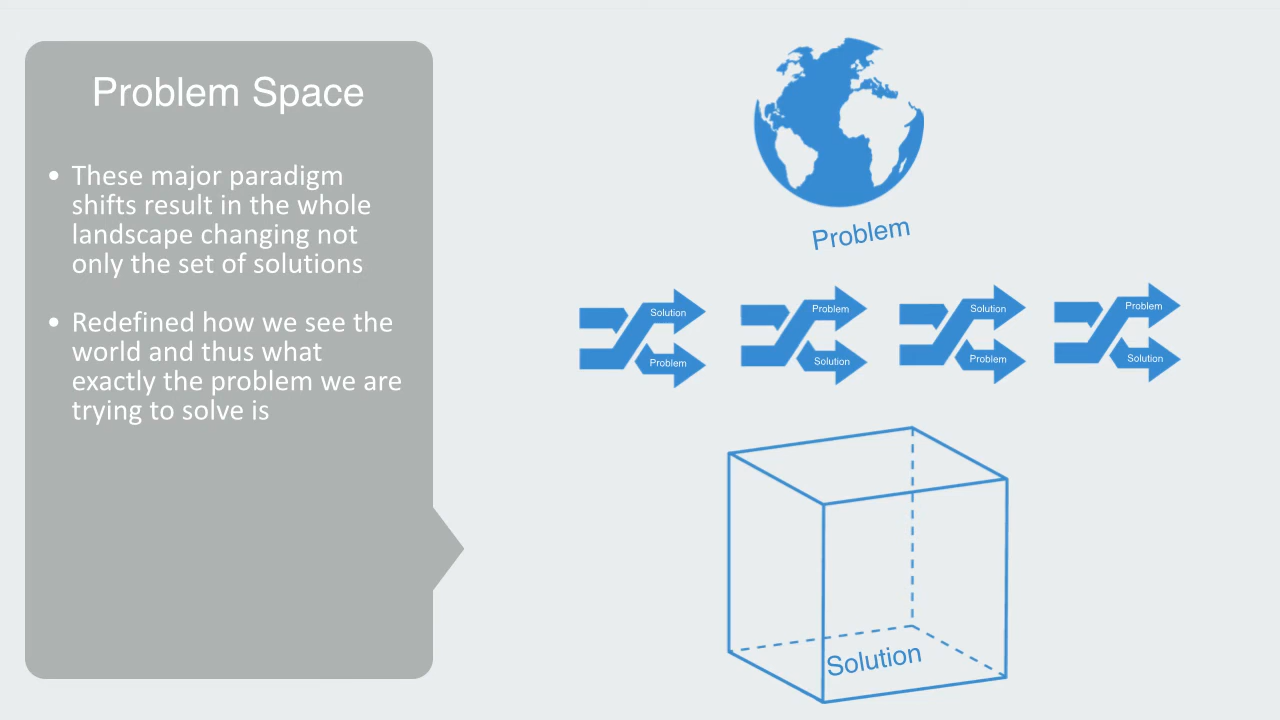 Problem Space
• These major paradigm
shifts result in the whole
landscape changing not
only the set of solutions
• Redefined how we see the
world and thus what
exactly the problem we are
trying to solve is
Problem
Solution
Problem
Problem
Solution
Solution
Problem
Problem
Solution
Solution